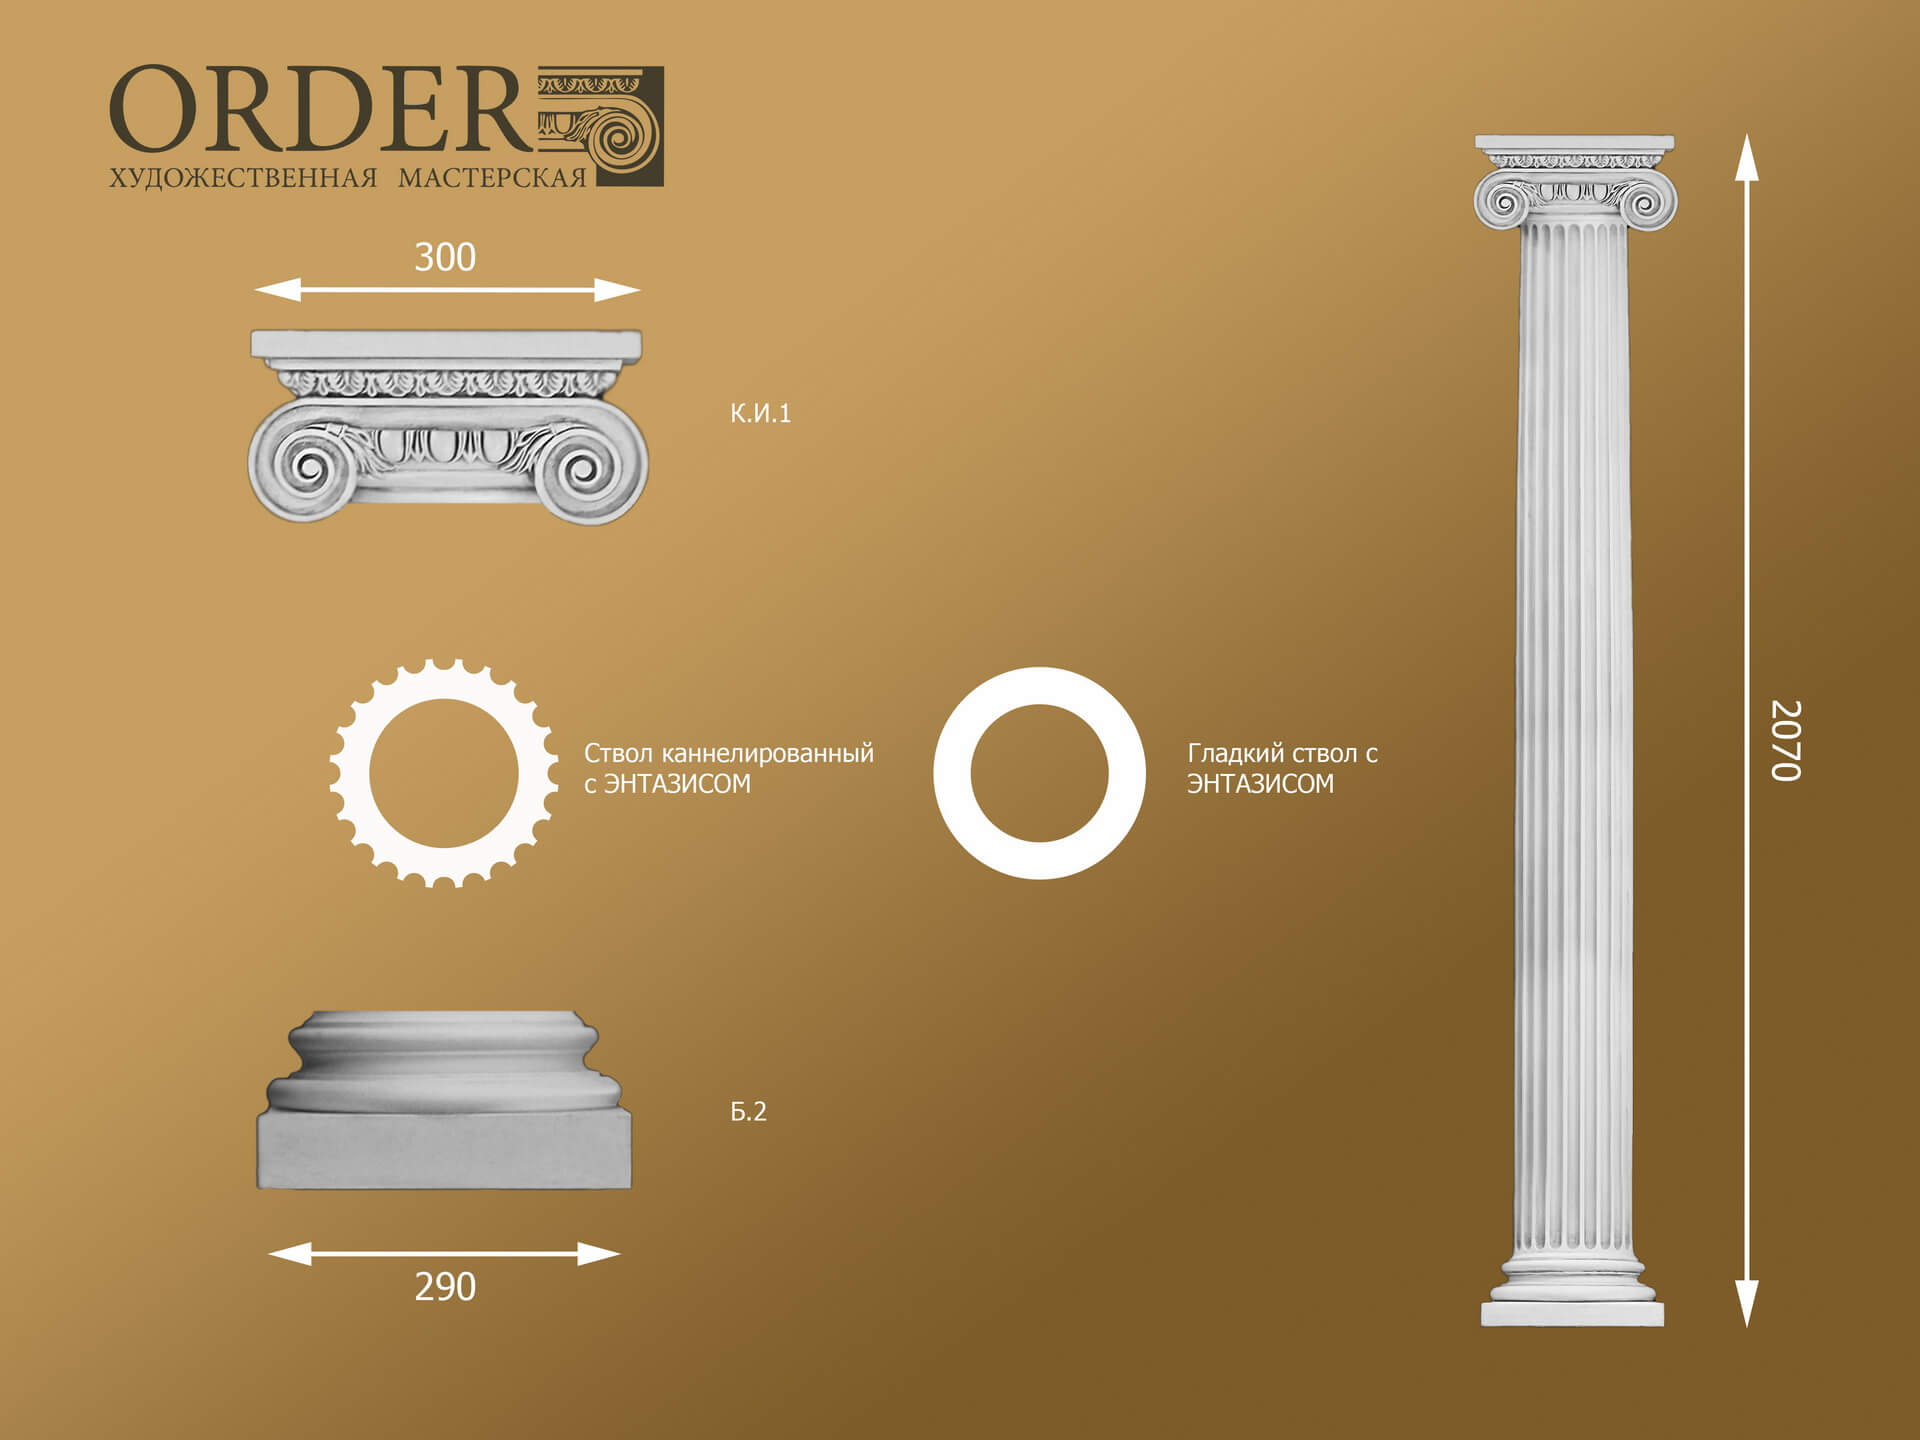 ORDER
ХУДОЖЕСТВЕННАЯ МАСТЕРСКАЯ
300
К.И.1
Ствол каннелированный
с ЭНТАЗИСОМ
Гладкий ствол с
ЭНТАЗИСОМ
2070
Б.2
290